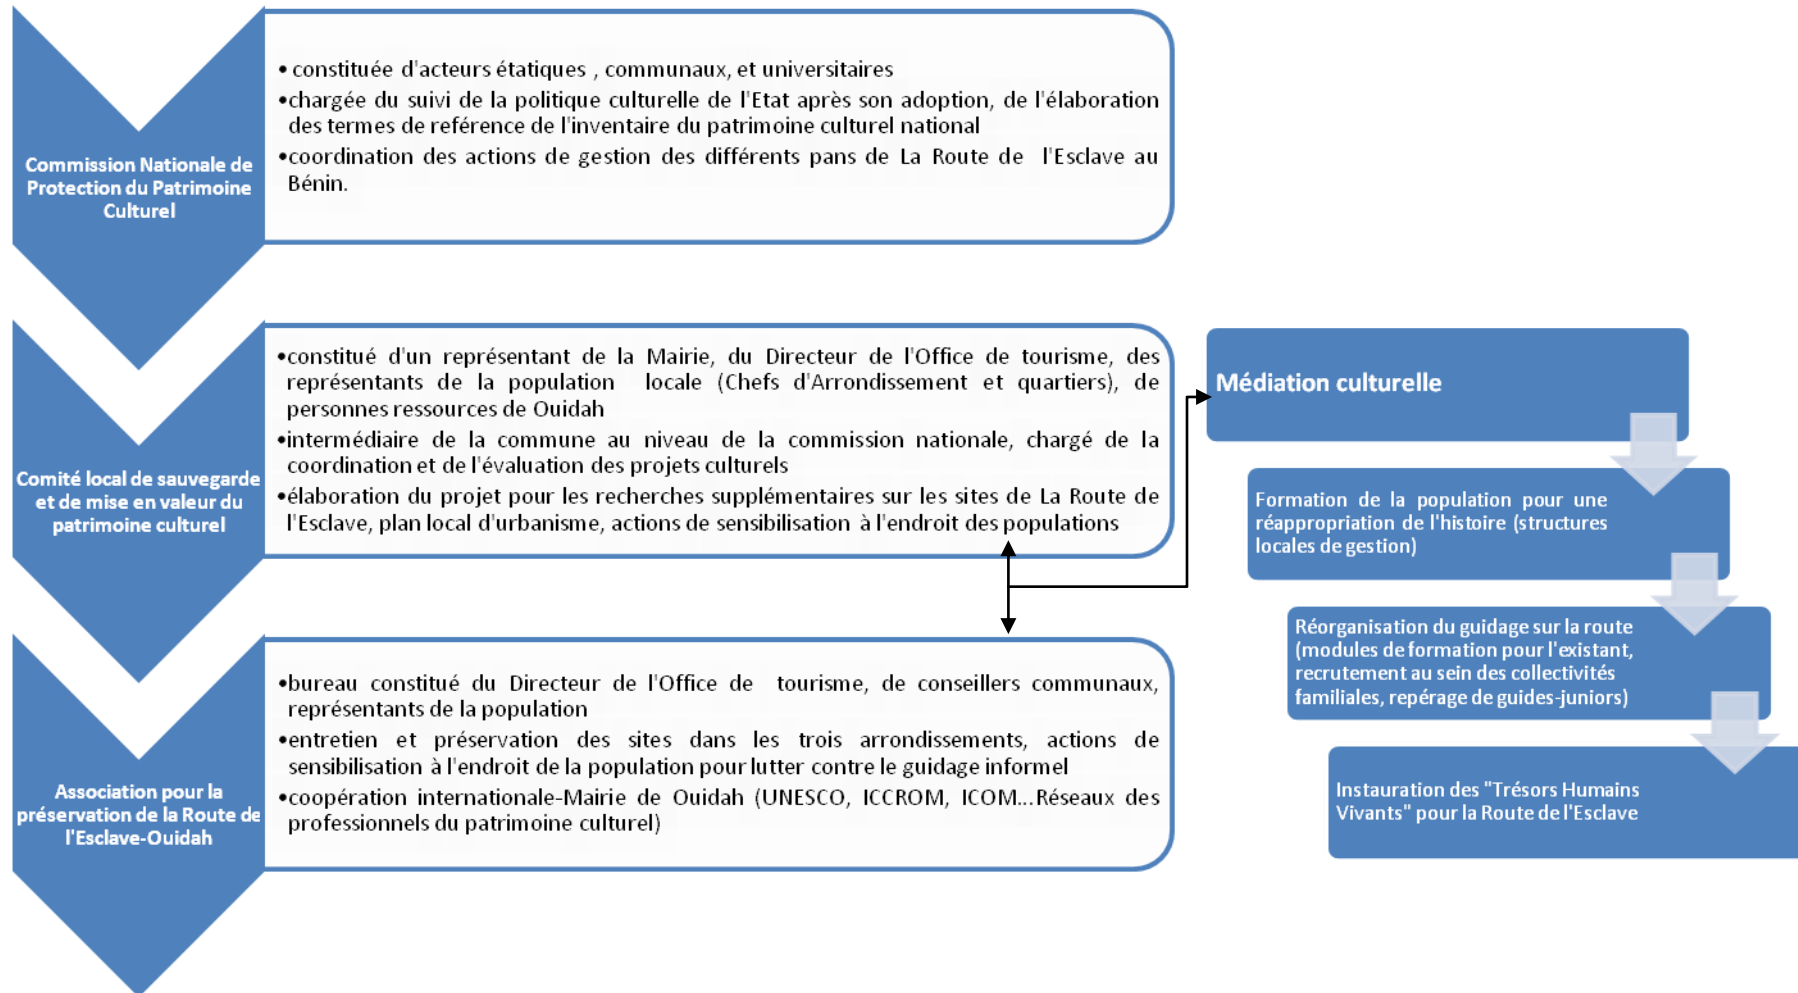 Commission Nationale de
Protection du Patrimoine
Culturel
• constituée d'acteurs étatiques , communaux, et universitaires
•chargée du suivi de la politique culturelle de l'Etat après son adoption, de l'élaboration
des termes de reférence de l'inventaire du patrimoine culturel national
•coordination des actions de gestion des différents pans de La Route de l'Esclave au
Bénin.
Comité local de sauvegarde
et de mise en valeur du
patrimoine culturel
•constitué d'un représentant de la Mairie, du Directeur de l'Office de tourisme, des
représentants de la population locale (Chefs d'Arrondissement et quartiers), de
personnes ressources de Ouidah
•intermédiaire de la commune au niveau de la commission nationale, chargé de la
coordination et de l'évaluation des projets culturels
•élaboration du projet pour les recherches supplémentaires sur les sites de La Route de
l'Esclave, plan local d'urbanisme, actions de sensibilisation à l'endroit des populations
Association pour la
préservation de la Route de
l'Esclave-Ouidah
•bureau constitué du Directeur de l'Office de tourisme, de conseillers communaux,
représentants de la population
•entretien et préservation des sites dans les trois arrondissements, actions de
sensibilisation à l'endroit de la population pour lutter contre le guidage informel
•coopération internationale-Mairie de Ouidah (UNESCO, ICCROM, ICOM...Réseaux des
professionnels du patrimoine culturel)
Médiation culturelle
Formation de la population pour une
réappropriation de l'histoire (structures
locales de gestion)
Réorganisation du guidage sur la route
(modules de formation pour l'existant,
recrutement au sein des collectivités
familiales, repérage de guides-juniors)
Instauration des "Trésors Humains
Vivants" pour la Route de l'Esclave